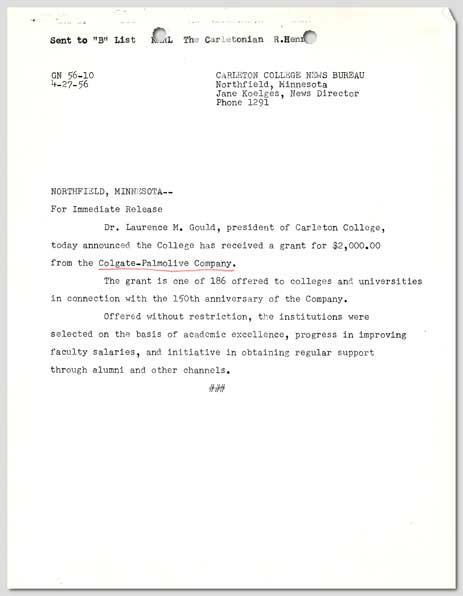 Sent to "B" List The Carletonian
GN 56-10
4-27-56
CARLETON COLLEGE NEWS BUREAU
Northfield, Minnesota
Jane Koelges, News Director
Phone 1291
NORTHFIELD, MINNESOTA--
For Immediate Release
Dr. Laurence M. Gould, president of Carleton College,
today announced the College has received a grant for $2,000.00
from the Colgate-Palmolive Company.
The grant is one of 186 offered to colleges and universities
in connection with the 150th anniversary of the Company.
Offered without restriction, the institutions were
selected on the basis of academic excellence, progress in improving
faculty salaries, and initiative in obtaining regular support
through alumni and other channels.
###